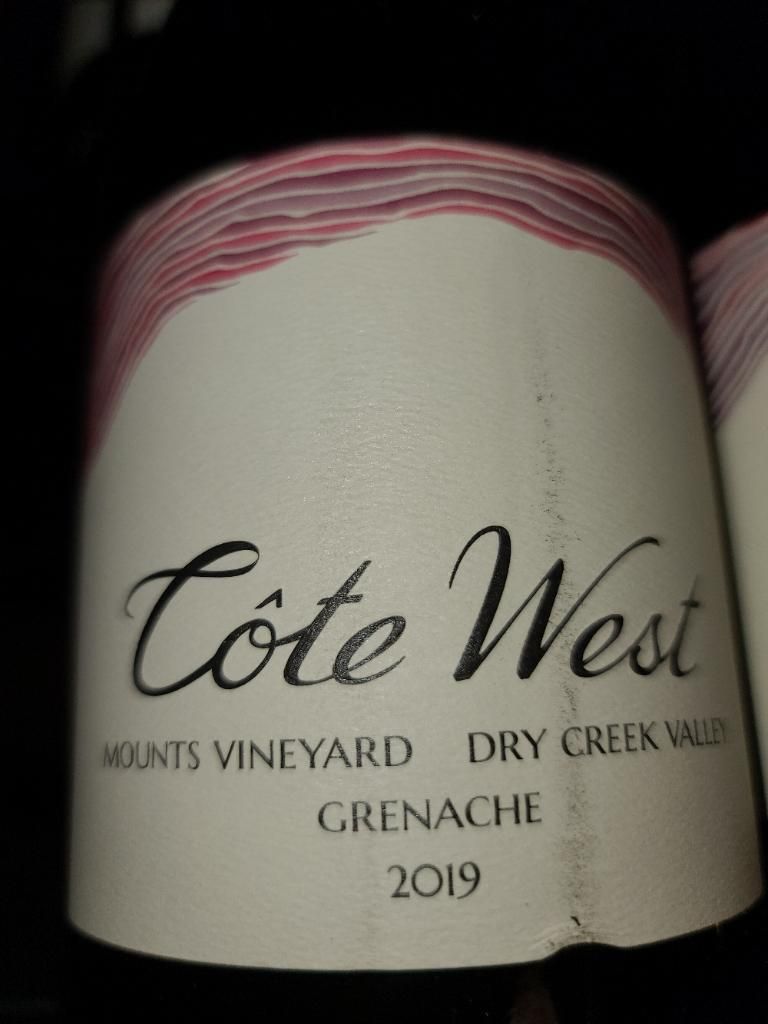 Côte West
MOUNTS VINEYARD DRY CREEK VALLEY
GRENACHE
2019